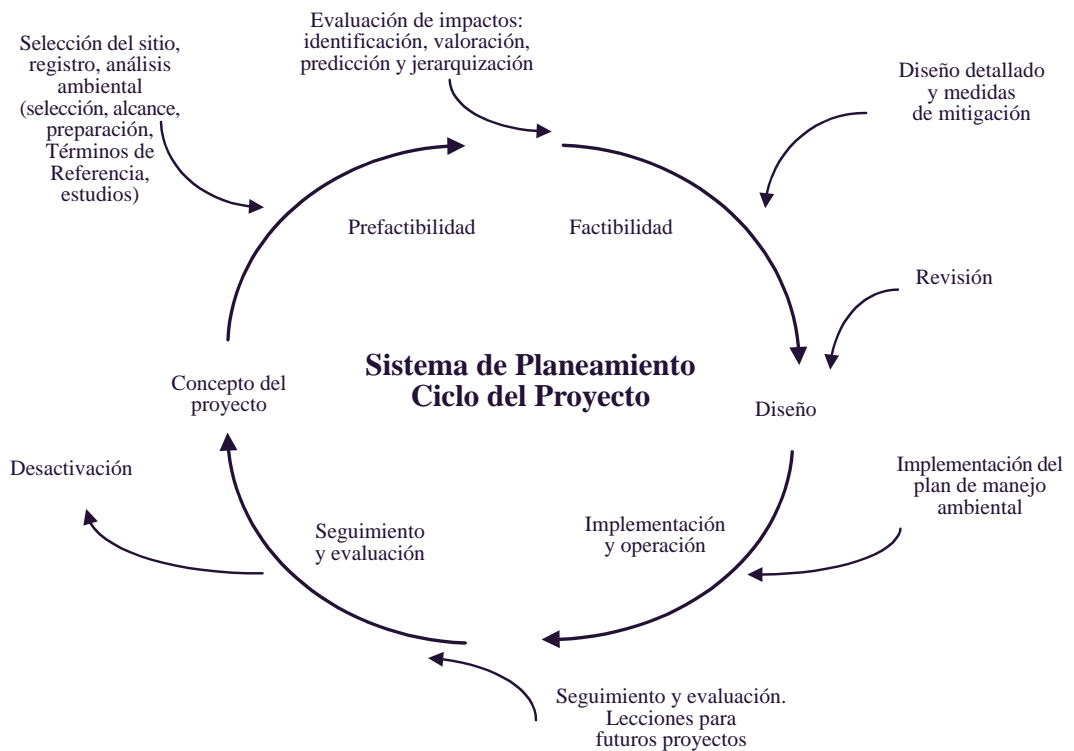 Evaluación de impactos:
identificación, valoración,
predicción y jerarquización
Selección del sitio,
registro, análisis
ambiental
(selección, alcance,
preparación,
Términos de
Referencia,
estudios)
Diseño detallado
y medidas
de mitigación
Prefactibilidad
Factibilidad
Revisión
Sistema de Planeamiento
Ciclo del Proyecto
Concepto del
proyecto
Diseño
Desactivación
Implementación del
plan de manejo
ambiental
Seguimiento
y evaluación
Implementación
y operación
Seguimiento y evaluación.
Lecciones para
futuros proyectos